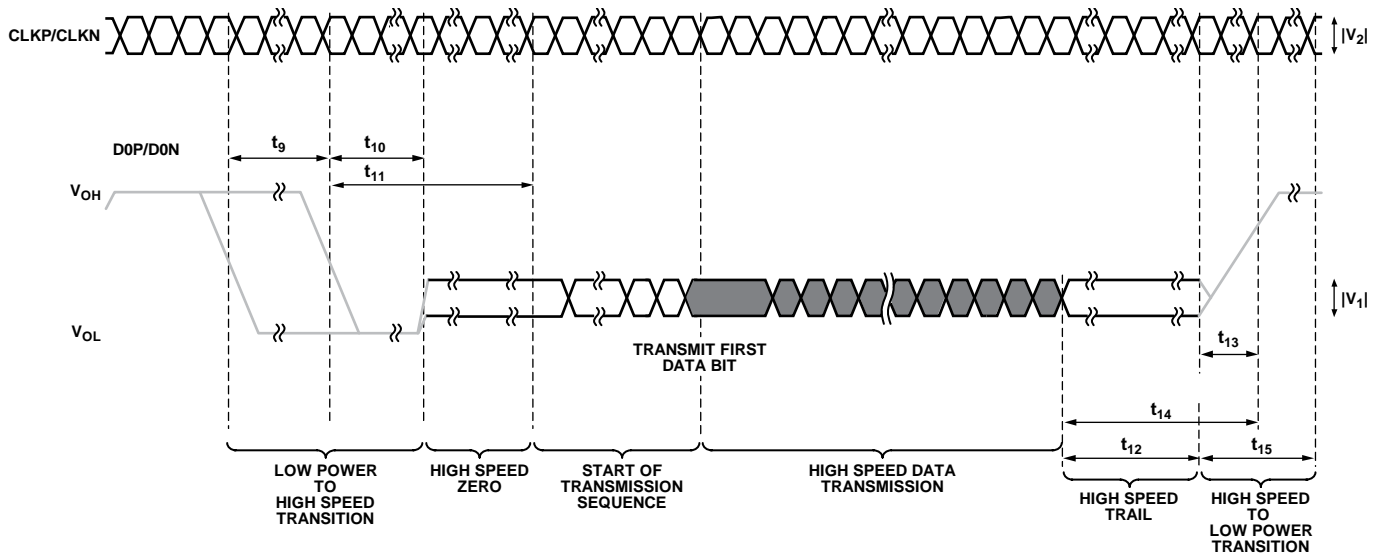 CLKP/CLKN
|V2|
D0P/D0N
t9
t10
t11
VOH
VOL
|V1|
TRANSMIT FIRST
DATA BIT
t13
t14
t12
t15
LOW POWER
TO
HIGH SPEED
TRANSITION
HIGH SPEED
ZERO
START OF
TRANSMISSION
SEQUENCE
HIGH SPEED DATA
TRANSMISSION
HIGH SPEED
TRAIL
HIGH SPEED
TO
LOW POWER
TRANSITION